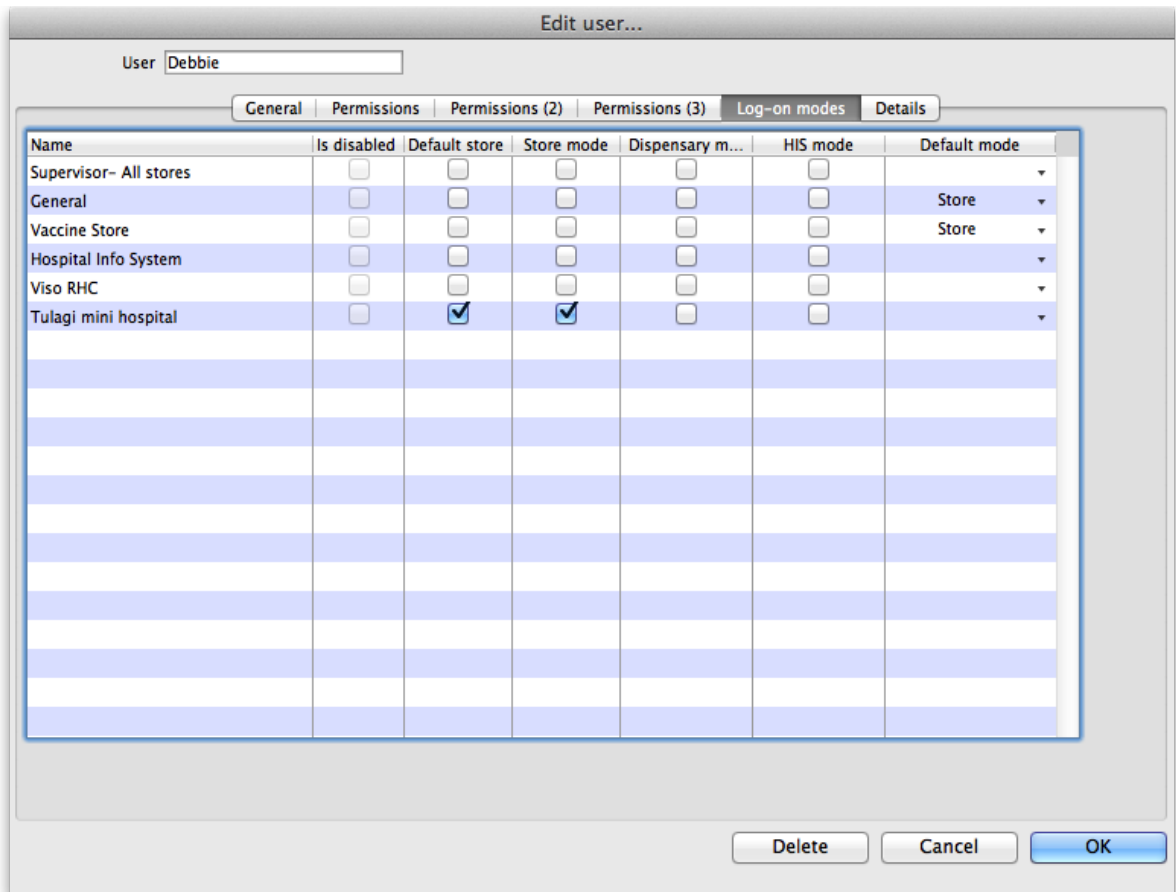 Edit user...
User Debbie
General Permissions Permissions (2) Permissions (3) Log-on modes Details
Name Is disabled Default store Store mode Dispensary m... HIS mode Default mode
Supervisor- All stores
General Store
Vaccine Store Store
Hospital Info System
Viso RHC
Tulagi mini hospital
Delete Cancel OK